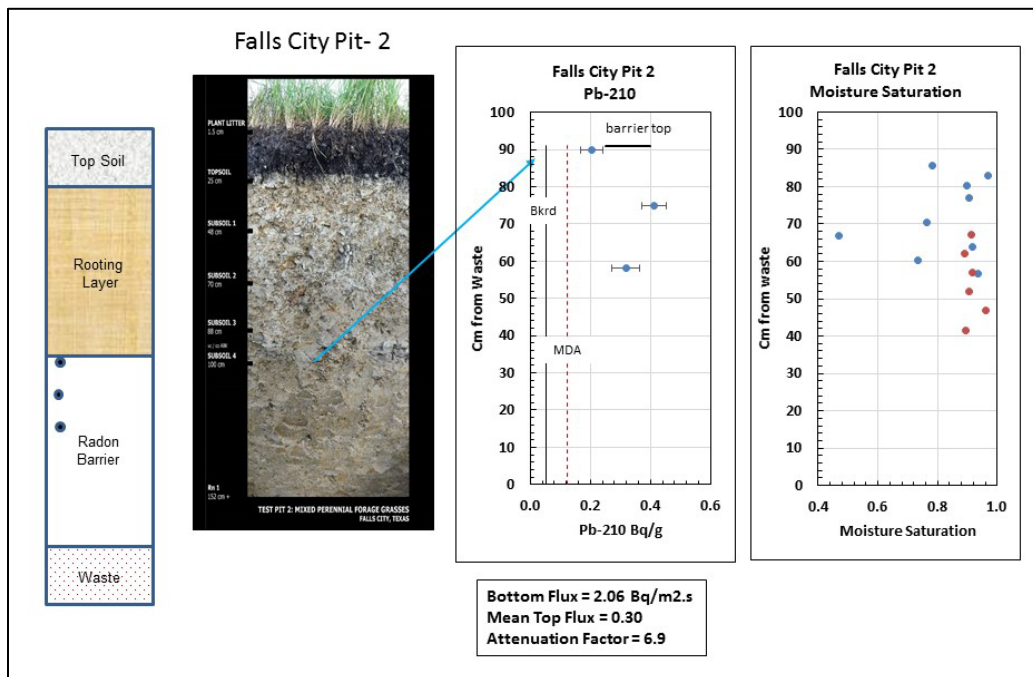 Falls City Pit- 2
Top Soil
Rooting
Layer
Radon
Barrier
Waste
PLANT LITTER
1.5 cm
TOPSOIL
25 cm
SUBSOIL 1
48 cm
SUBSOIL 2
70 cm
SUBSOIL 3
88 cm
SUBSOIL 4
100 cm
Rn 1
152 cm +
TEST PIT 2: MIXED PERENNIAL FORAGE GRASSES
FALLS CITY, TEXAS
Falls City Pit 2
Pb-210
Cm from Waste
100
90
80
70
60
50
40
30
20
10
0
barrier top
Bkrd
MDA
0.0 0.2 0.4 0.6
Pb-210 Bq/g
Falls City Pit 2
Moisture Saturation
Cm from waste
100
90
80
70
60
50
40
30
20
10
0
0.4 0.6 0.8 1.0
Moisture Saturation
Bottom Flux = 2.06 Bq/m2.s
Mean Top Flux = 0.30
Attenuation Factor = 6.9